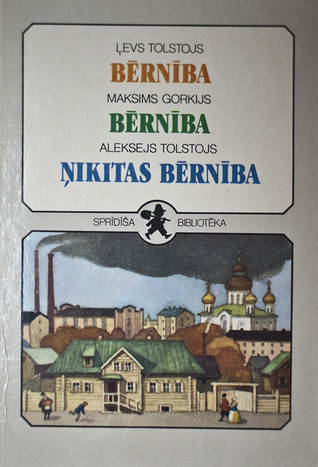 ĻEVS TOLSTOJS
BĒRNĪBA
MAKSIMS GORKIJS
BĒRNĪBA
ALEKSEJS TOLSTOJS
ŅIKITAS BĒRNĪBA
SPRĪDĪŠA BIBLIOTĒKA